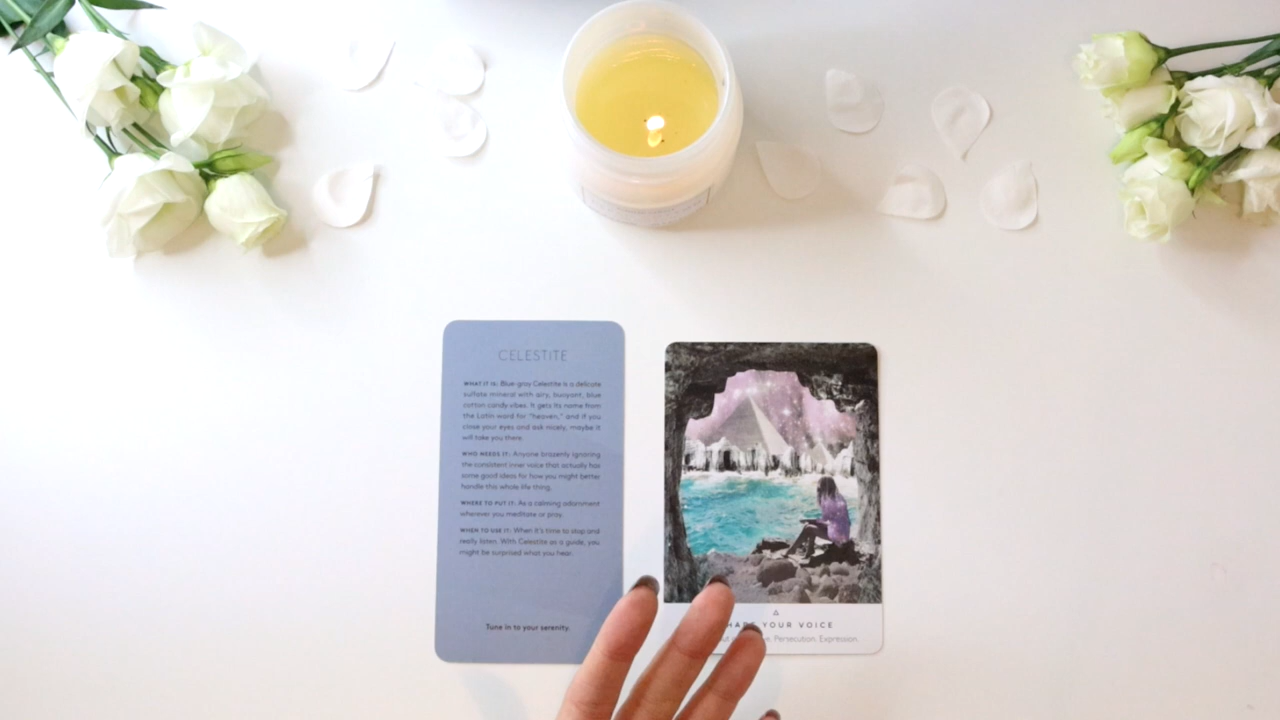 CELESTITE
WHAT IT IS: Blue-gray Celestite is a delicate
sulfate mineral with airy, buoyant, blue
cotton candy-vibes. It gets its name from
the Latin word for "heaven," and if you
close your eyes and ask nicely, maybe it
will take you there.
WHO NEEDS IT: Anyone brazenly ignoring
the consistent inner voice that actually has
some good ideas for how you might better
handle this whole life thing.
WHERE TO PUT IT: As a calming adornment
wherever you meditate or pray.
WHEN TO USE IT: When it's time to stop and
really listen. With Celestite as a guide, you
might be surprised what you hear.
Tune in to your serenity.
YOUR VOICE
Persecution. Expression.